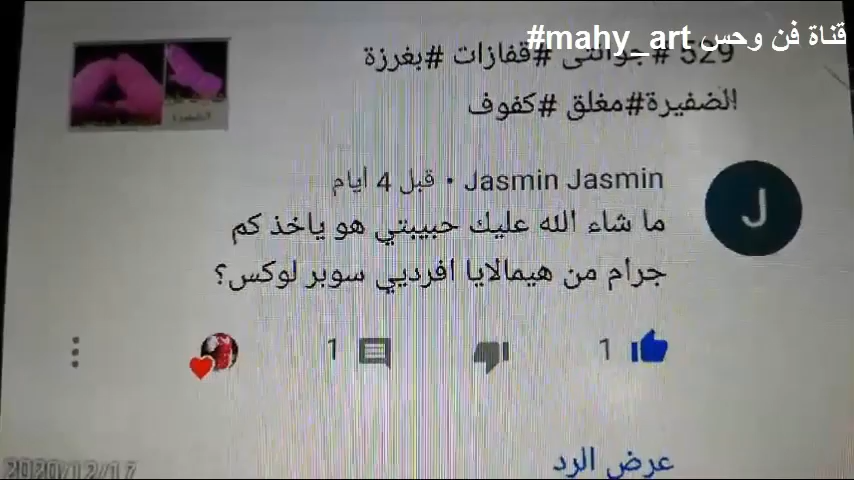 قناة فن وحس mahy_art#
529 #جوانتى #قفازات #بغرزة
الضفيرة#مغلق #كفوف
Jasmin Jasmin • قبل 4 أيام
J
ما شاء الله عليك حبيبتي هو ياخذ كم
جرام من هيمالايا افرديي سوبر لوكس؟
1
1
عرض الرد
2020/12/17